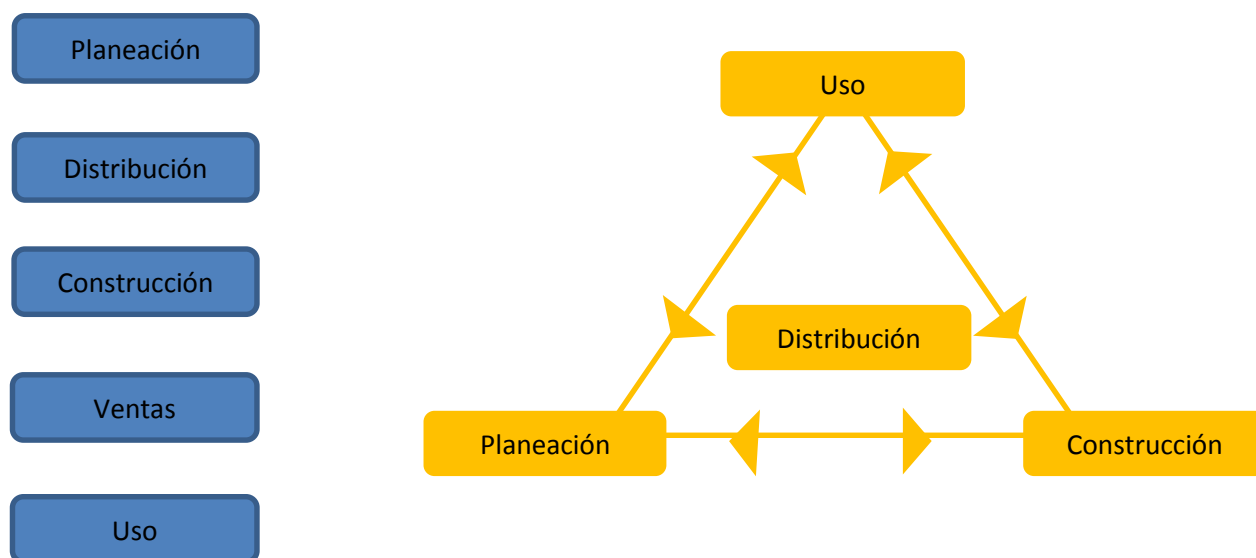 Planeación
Distribución
Construcción
Ventas
Uso
Uso
Distribución
Planeación
Construcción